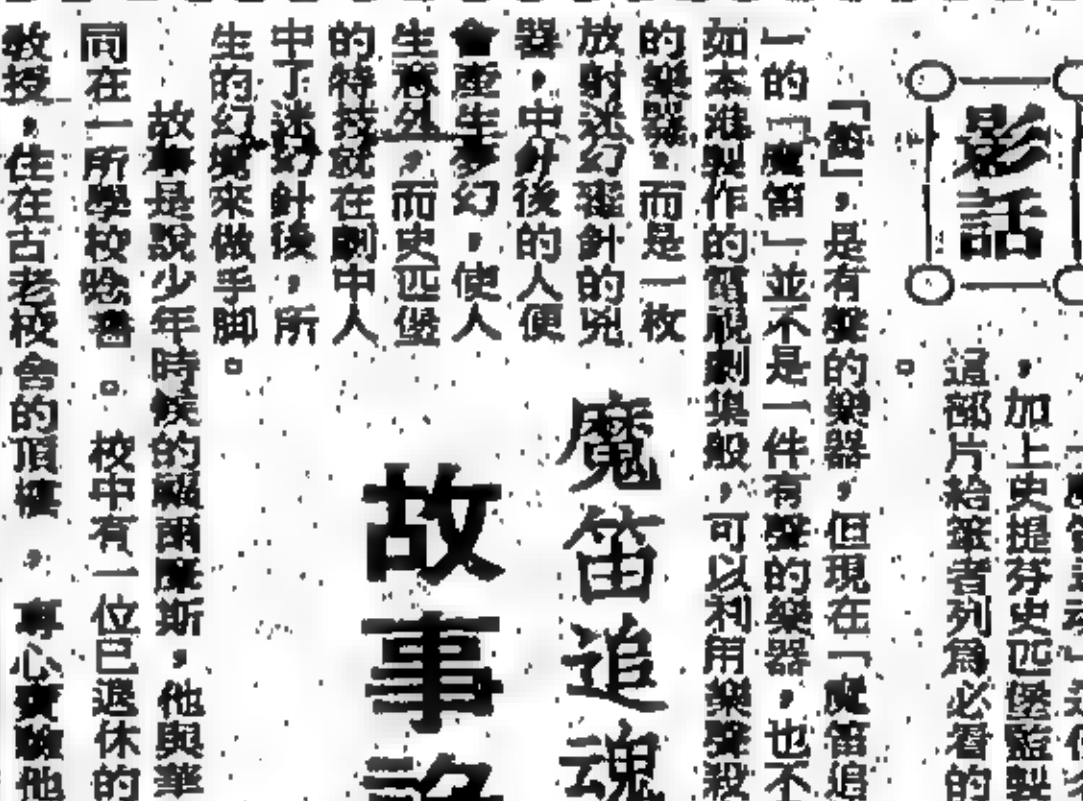 影話
，加上史提芬史匹堡監製
這部片給筆者列為必看的
。
「笛」，是有聲的樂器，但現在「魔笛追
」的「魔笛」並不是一件有聲的樂器，也不
如本港製作的電視劇集般，可以利用樂聲殺
的樂器。而是一枚
放射迷幻毒針的兇
器，中針後的人便
會產生夢幻，使人
生意外，而史匹堡
的特技就在劇中人
中了迷幻針後，所
生的幻境來做手脚
。
魔笛追魂
故事
故事是說少年時候的福爾摩斯，他與華
同在一所學校唸書。校中有一位已退休的
教授，住在古老校舍的頂樓，專心實驗他